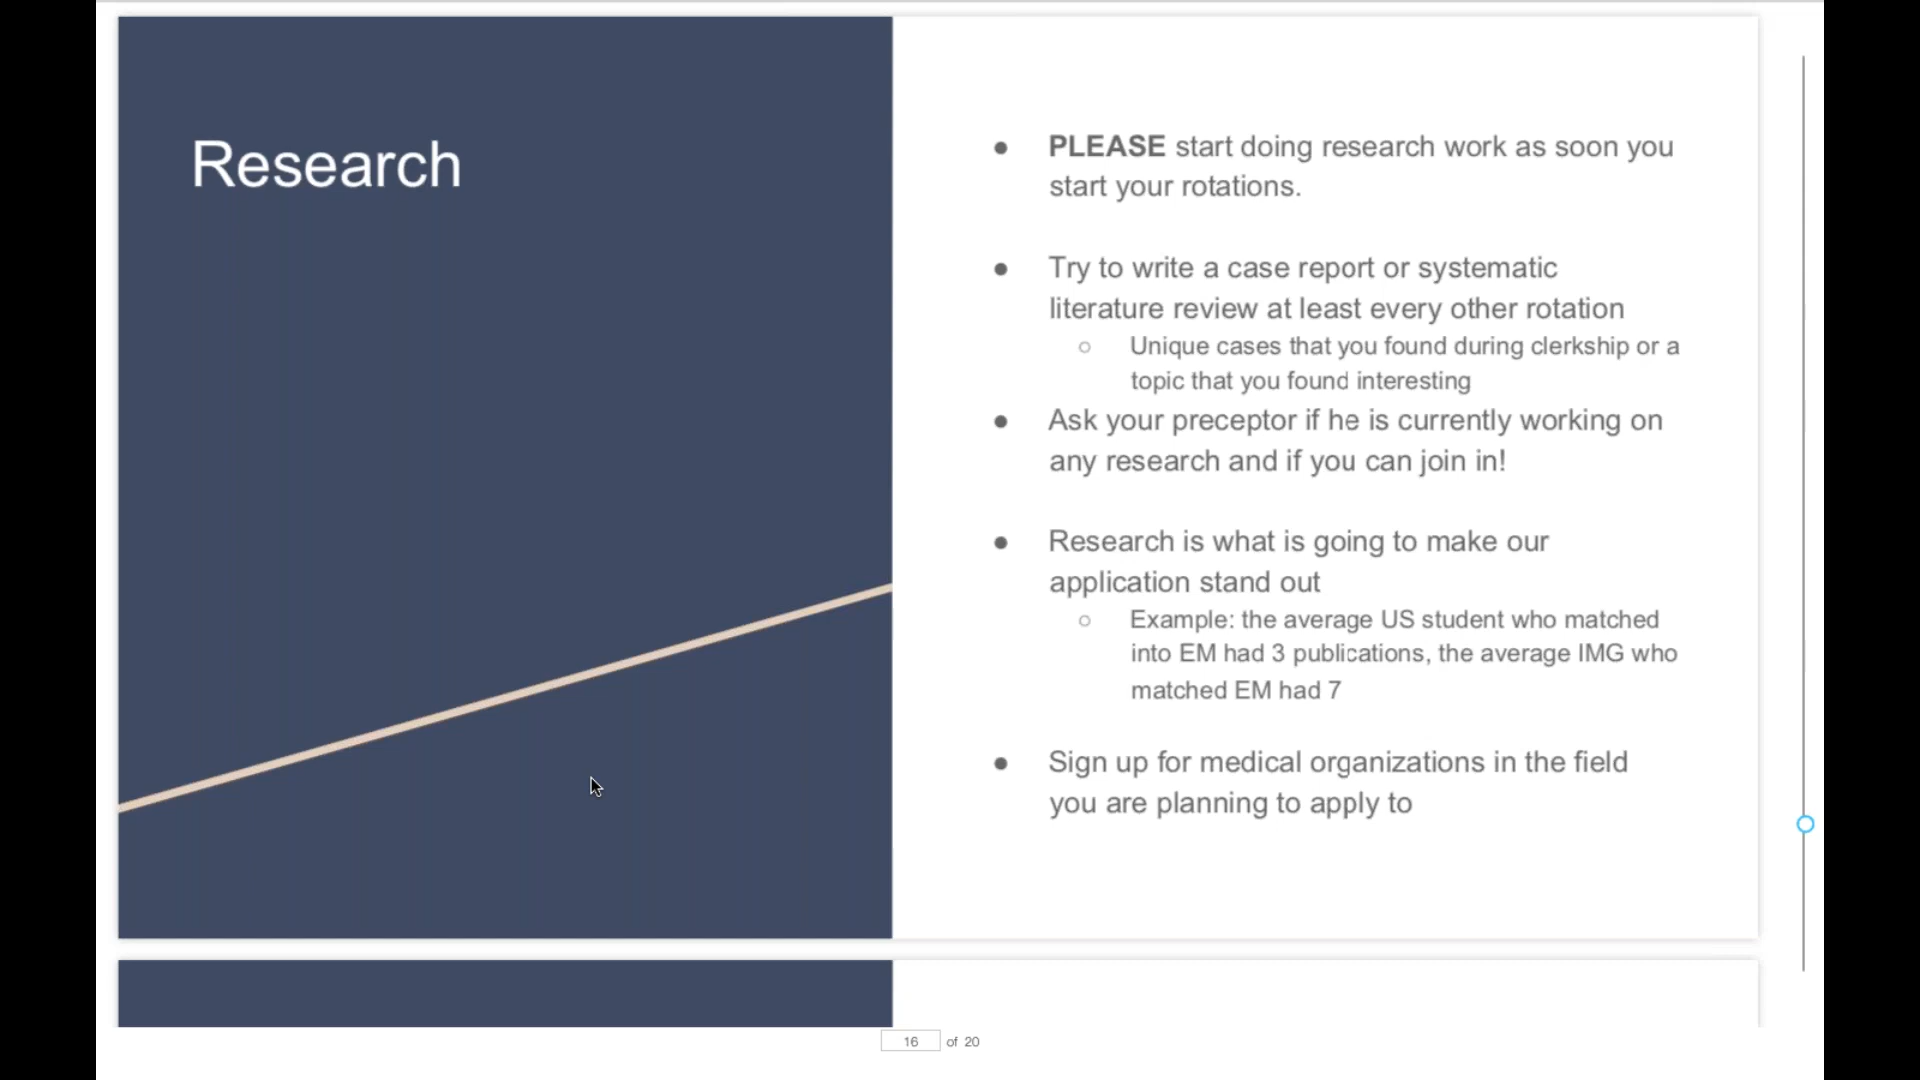 Research
● PLEASE start doing research work as soon you
start your rotations.
● Try to write a case report or systematic
literature review at least every other rotation
○ Unique cases that you found during clerkship or a
topic that you found interesting
● Ask your preceptor if he is currently working on
any research and if you can join in!
● Research is what is going to make our
application stand out
○ Example: the average US student who matched
into EM had 3 publications, the average IMG who
matched EM had 7
● Sign up for medical organizations in the field
you are planning to apply to
16 of 20